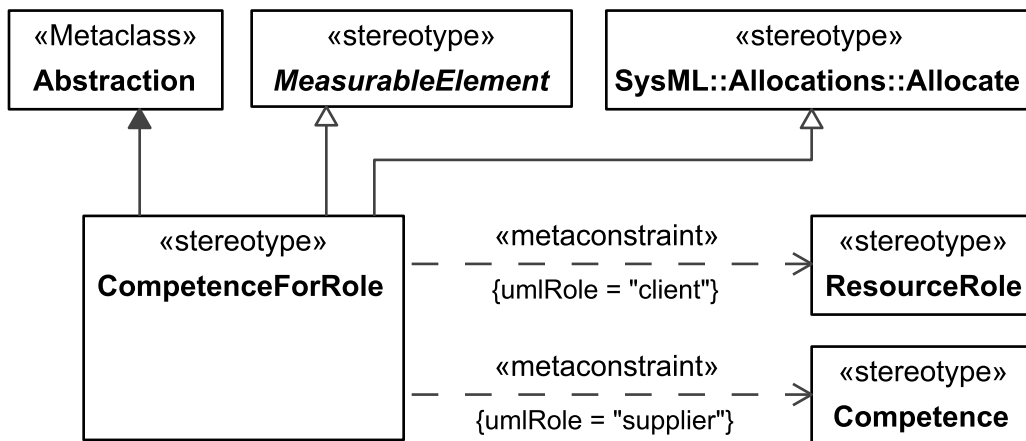 «Metaclass»
Abstraction
«stereotype»
MeasurableElement
«stereotype»
SysML::Allocations::Allocate
«stereotype»
CompetenceForRole
«metaconstraint»
{umlRole = "client"}
«stereotype»
ResourceRole
«metaconstraint»
{umlRole = "supplier"}
«stereotype»
Competence